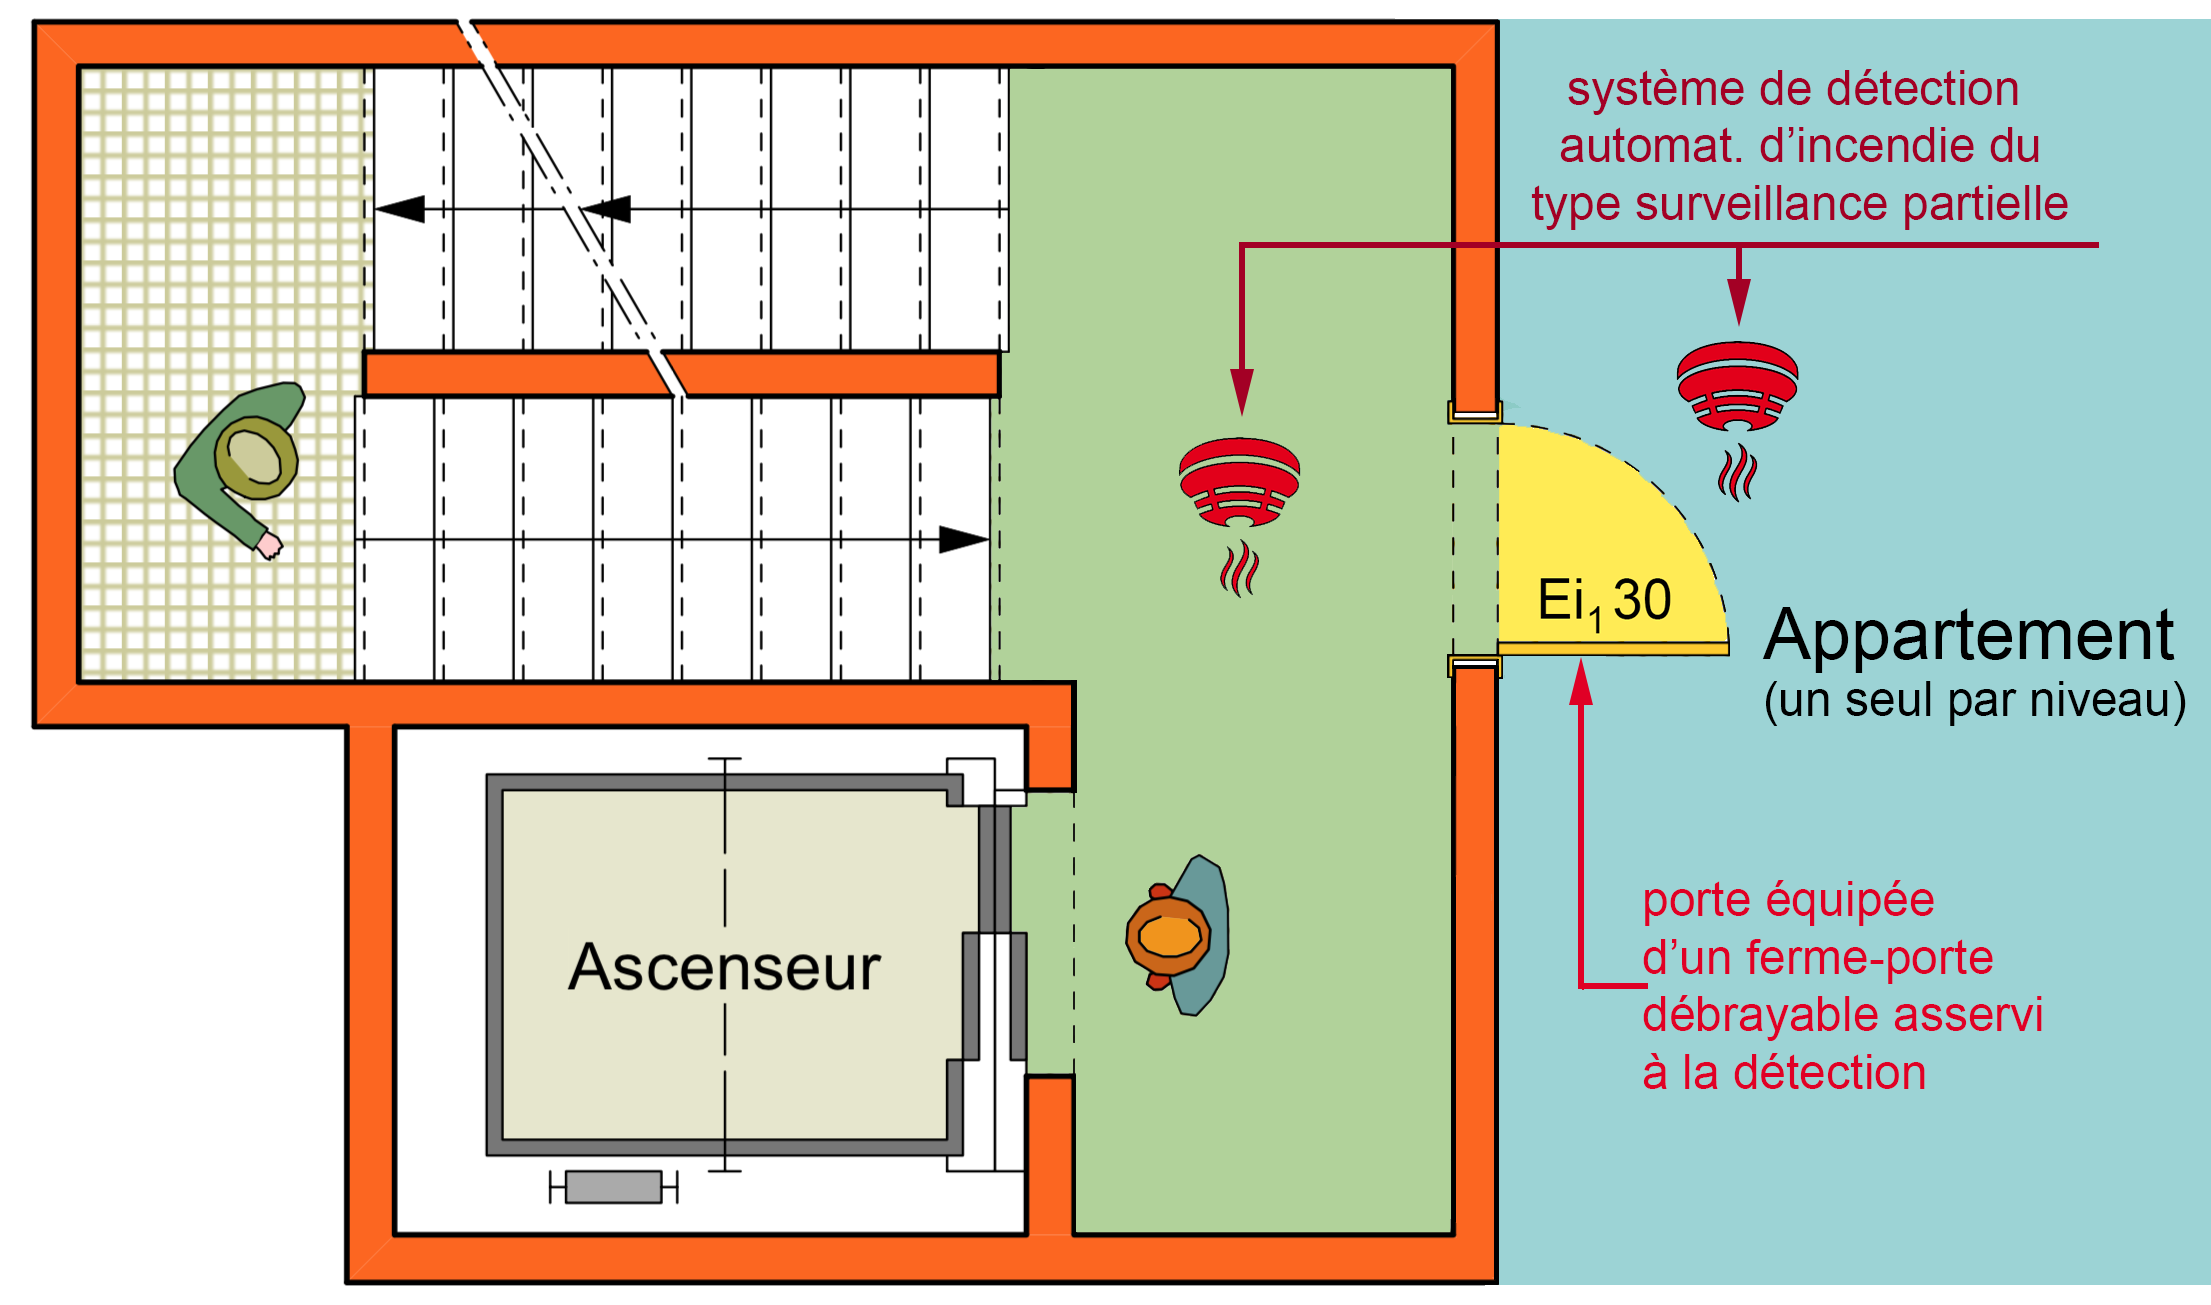 système de détection
automat. d’incendie du
type surveillance partielle
Ei₁ 30
Appartement
(un seul par niveau)
porte équipée
d’un ferme-porte
débrayable asservi
à la détection
Ascenseur